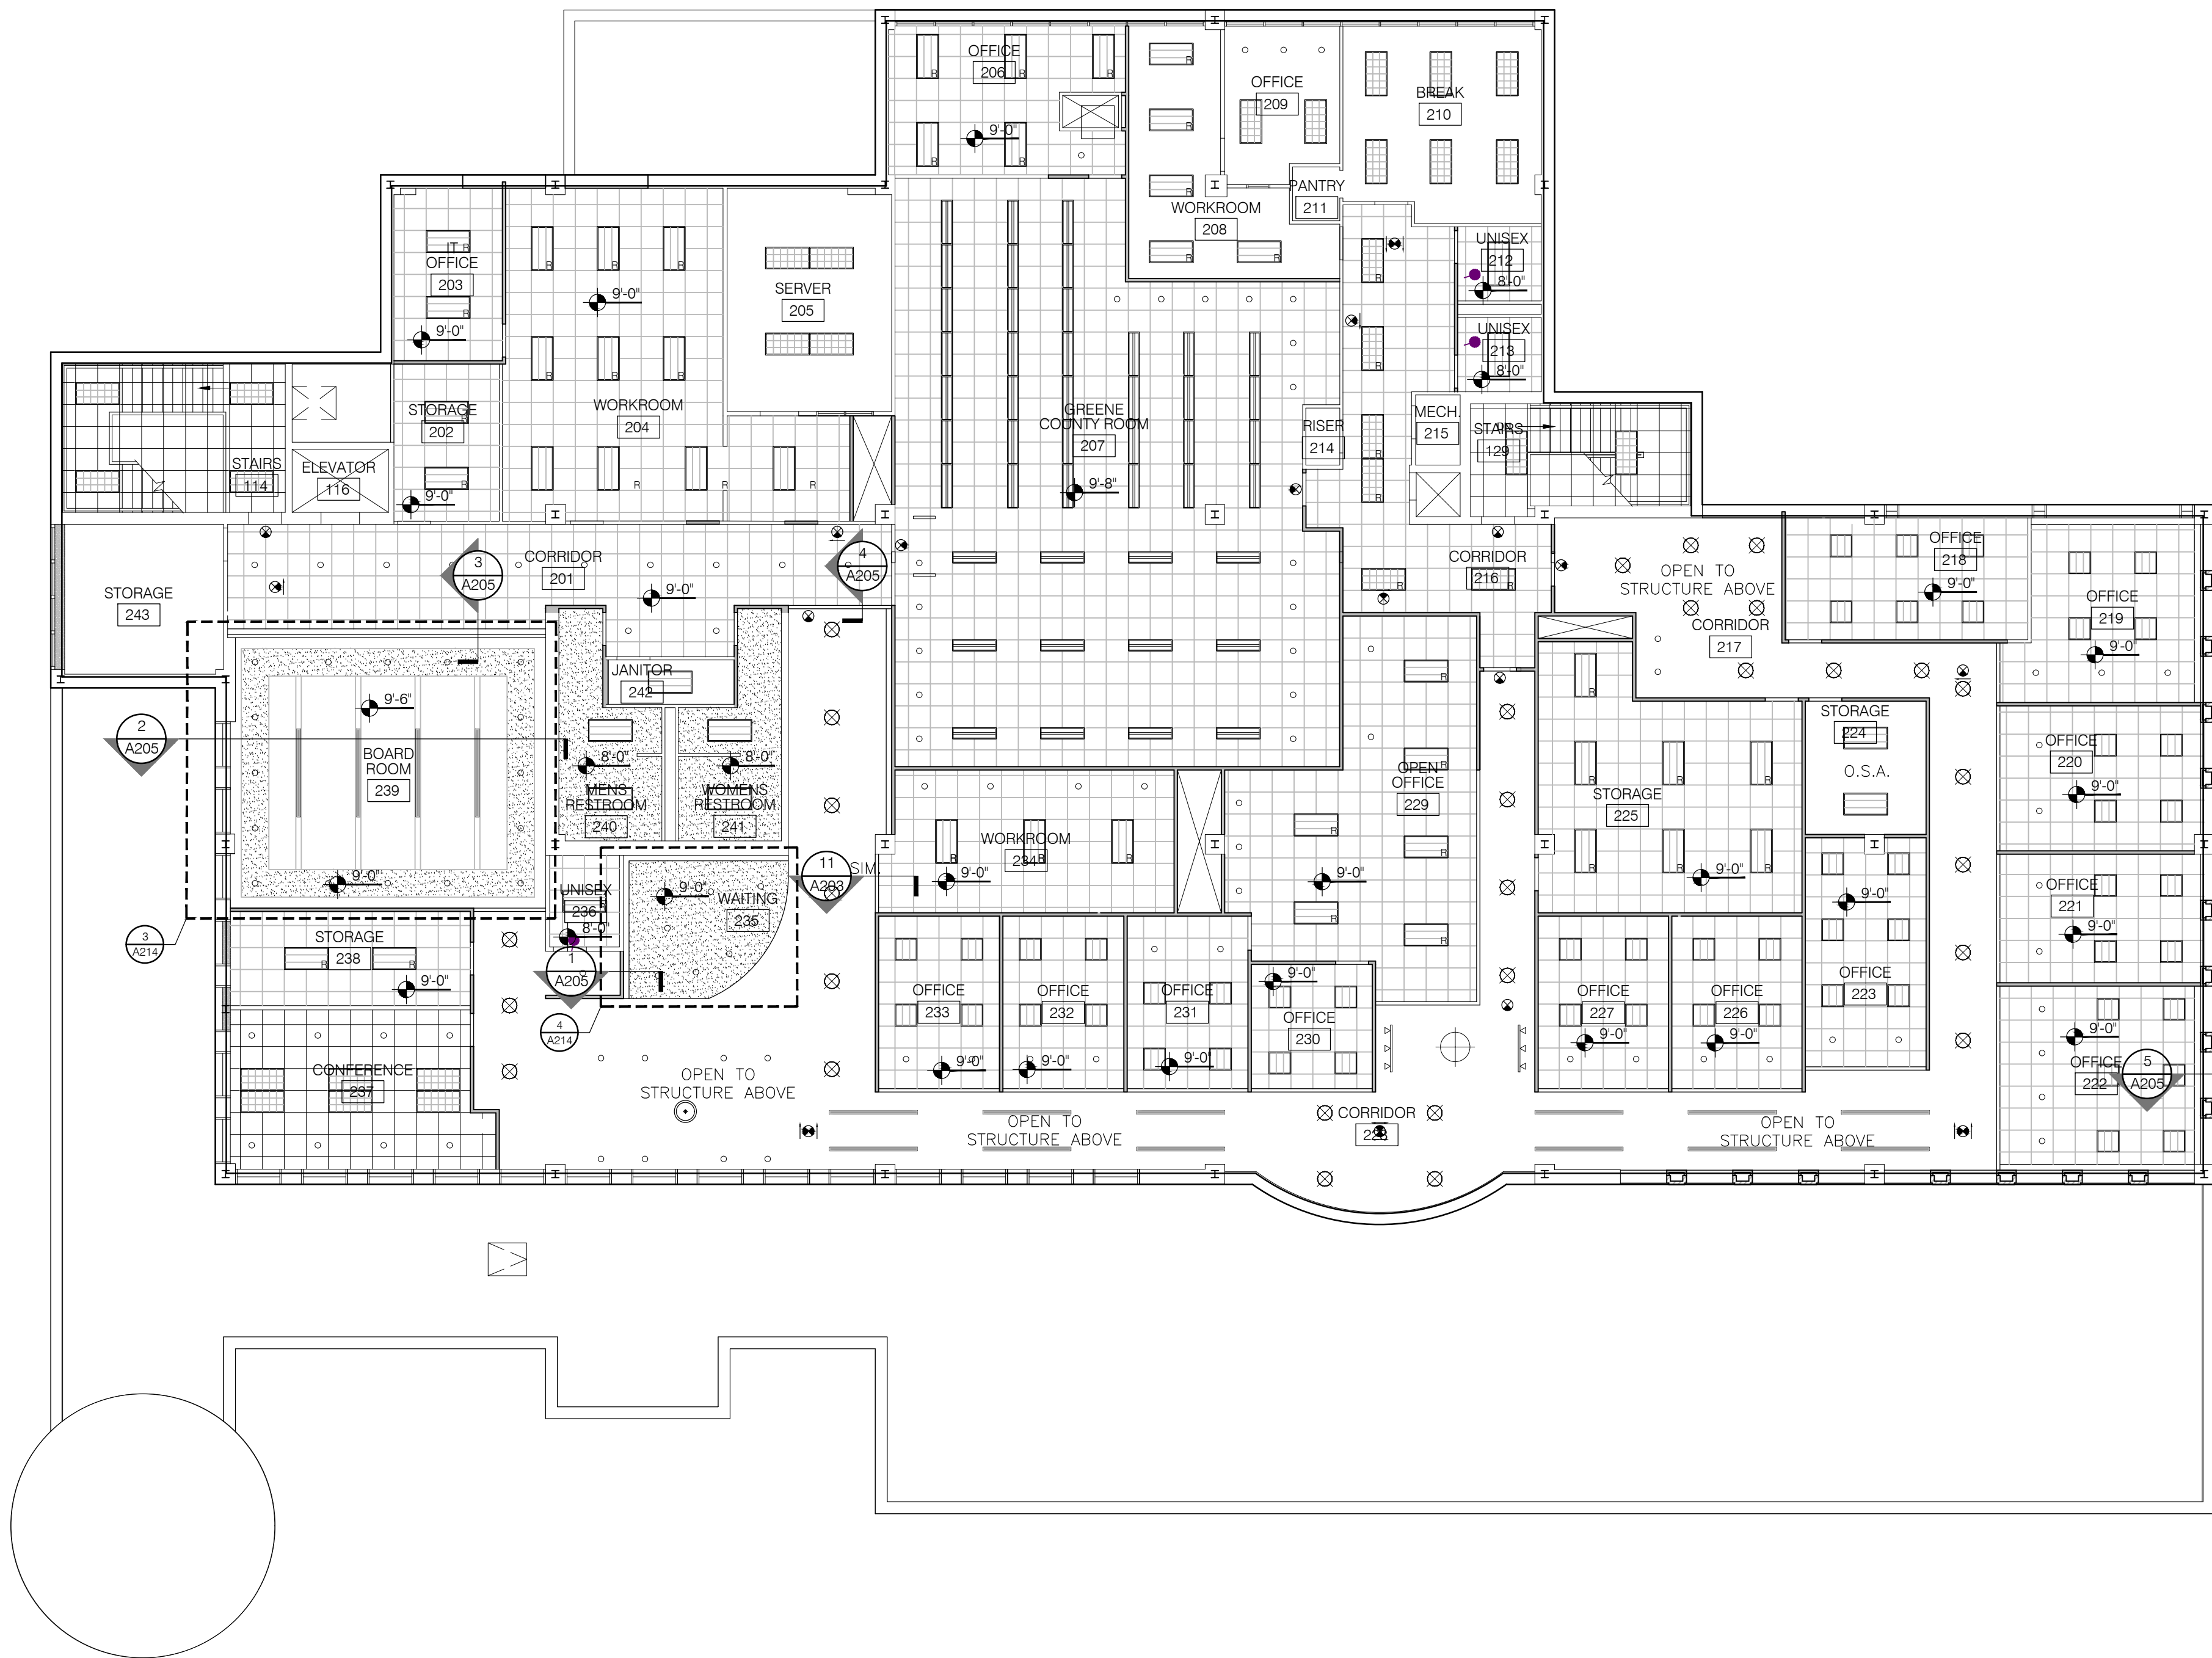 OFFICE
206
R
R
R
9'-0"
R
R
R
R
R
R
R
OFFICE
209
BREAK
210
PANTRY
211
WORKROOM
208
UNISEX
212
8'-0"
UNISEX
213
8'-0"
IT
OFFICE
203
R
R
9'-0"
R
R
R
9'-0"
R
R
R
SERVER
205
STORAGE
202
R
R
9'-0"
WORKROOM
204
R
R
R
R
STAIRS
114
ELEVATOR
116
GREENE
COUNTY ROOM
207
9'-8"
RISER
214
R
R
R
R
MECH.
215
STAIRS
129
DN
STORAGE
243
3
A205
CORRIDOR
201
9'-0"
4
A205
CORRIDOR
216
R
R
OPEN TO
STRUCTURE ABOVE
CORRIDOR
217
OFFICE
218
9'-0"
OFFICE
219
9'-0"
JANITOR
242
2
A205
9'-6"
BOARD
ROOM
239
9'-0"
8'-0"
MENS
RESTROOM
240
8'-0"
WOMENS
RESTROOM
241
WORKROOM
234
R
R
R
9'-0"
OPEN
OFFICE
229
R
R
R
R
R
R
9'-0"
STORAGE
225
R
R
R
R
R
R
R
9'-0"
STORAGE
224
O.S.A.
OFFICE
220
9'-0"
OFFICE
221
9'-0"
3
A214
UNISEX
236
R
8'-0"
9'-0"
WAITING
235
11
A203
SIM.
1
A205
4
A214
STORAGE
238
R
R
9'-0"
CONFERENCE
237
OFFICE
233
9'-0"
OFFICE
232
9'-0"
OFFICE
231
9'-0"
9'-0"
OFFICE
230
OFFICE
227
9'-0"
OFFICE
226
9'-0"
9'-0"
OFFICE
223
9'-0"
OFFICE
222
5
A205
OPEN TO
STRUCTURE ABOVE
OPEN TO
STRUCTURE ABOVE
CORRIDOR
OPEN TO
STRUCTURE ABOVE